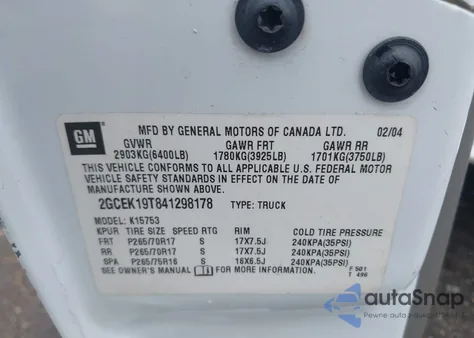 GM
MFD BY GENERAL MOTORS OF CANADA LTD. 02/04
GVWR GAWR FRT GAWR RR
2903KG(6400LB) 1780KG(3925LB) 1701KG(3750LB)
THIS VEHICLE CONFORMS TO ALL APPLICABLE U.S. FEDERAL MOTOR
VEHICLE SAFETY STANDARDS IN EFFECT ON THE DATE OF
MANUFACTURE SHOWN ABOVE.
2GCEK19T841298178 TYPE: TRUCK
MODEL: K15753
KPUR TIRE SIZE SPEED RTG RIM COLD TIRE PRESSURE
FRT P265/70R17 S 17X7.5J 240KPA(35PSI)
RR P265/70R17 S 17X7.5J 240KPA(35PSI)
SPA P265/75R16 S 16X6.5J 240KPA(35PSI)
SEE OWNER'S MANUAL FOR MORE INFORMATION
F 501
T 490
autoSnap
Pewne auto z